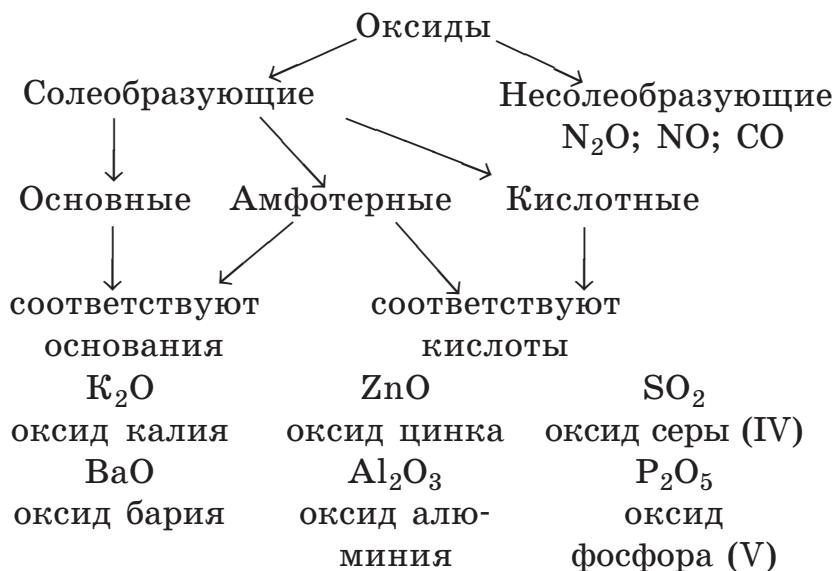 Оксиды
Солеобразующие Несолеобразующие
N₂O; NO; CO
Основные Амфотерные Кислотные
соответствуют соответствуют
основания кислоты
K₂O ZnO SO₂
оксид калия оксид цинка оксид серы (IV)
BaO Al₂O₃ P₂O₅
оксид бария оксид алю- оксид
миния фосфора (V)